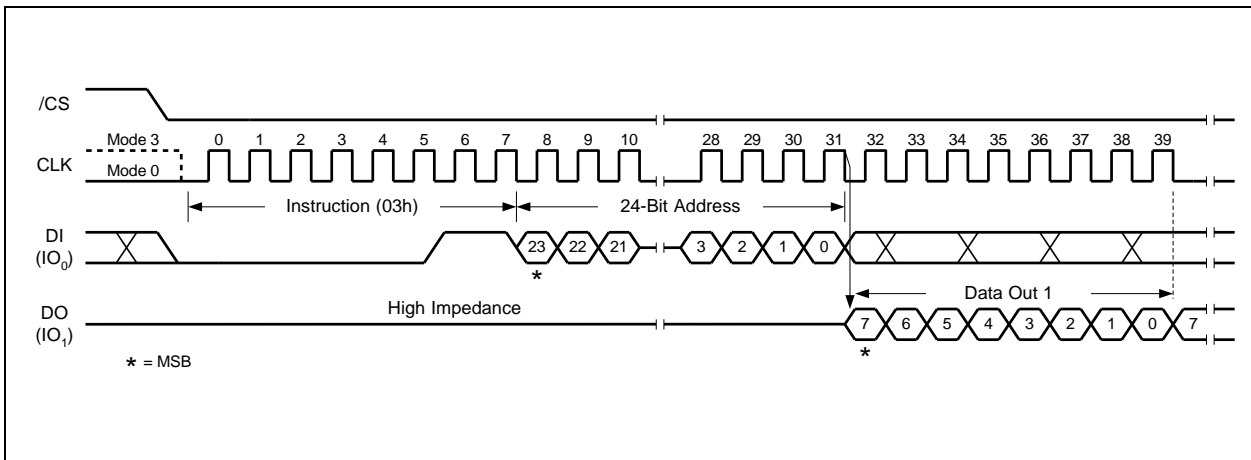 /CS
Mode 3
0 1 2 3 4 5 6 7 8 9 10 28 29 30 31 32 33 34 35 36 37 38 39
CLK
Mode 0
Instruction (03h) 24-Bit Address
DI
(IO0)
23 22 21 3 2 1 0
*
High Impedance
Data Out 1
DO
(IO1)
7 6 5 4 3 2 1 0 7
*
* = MSB